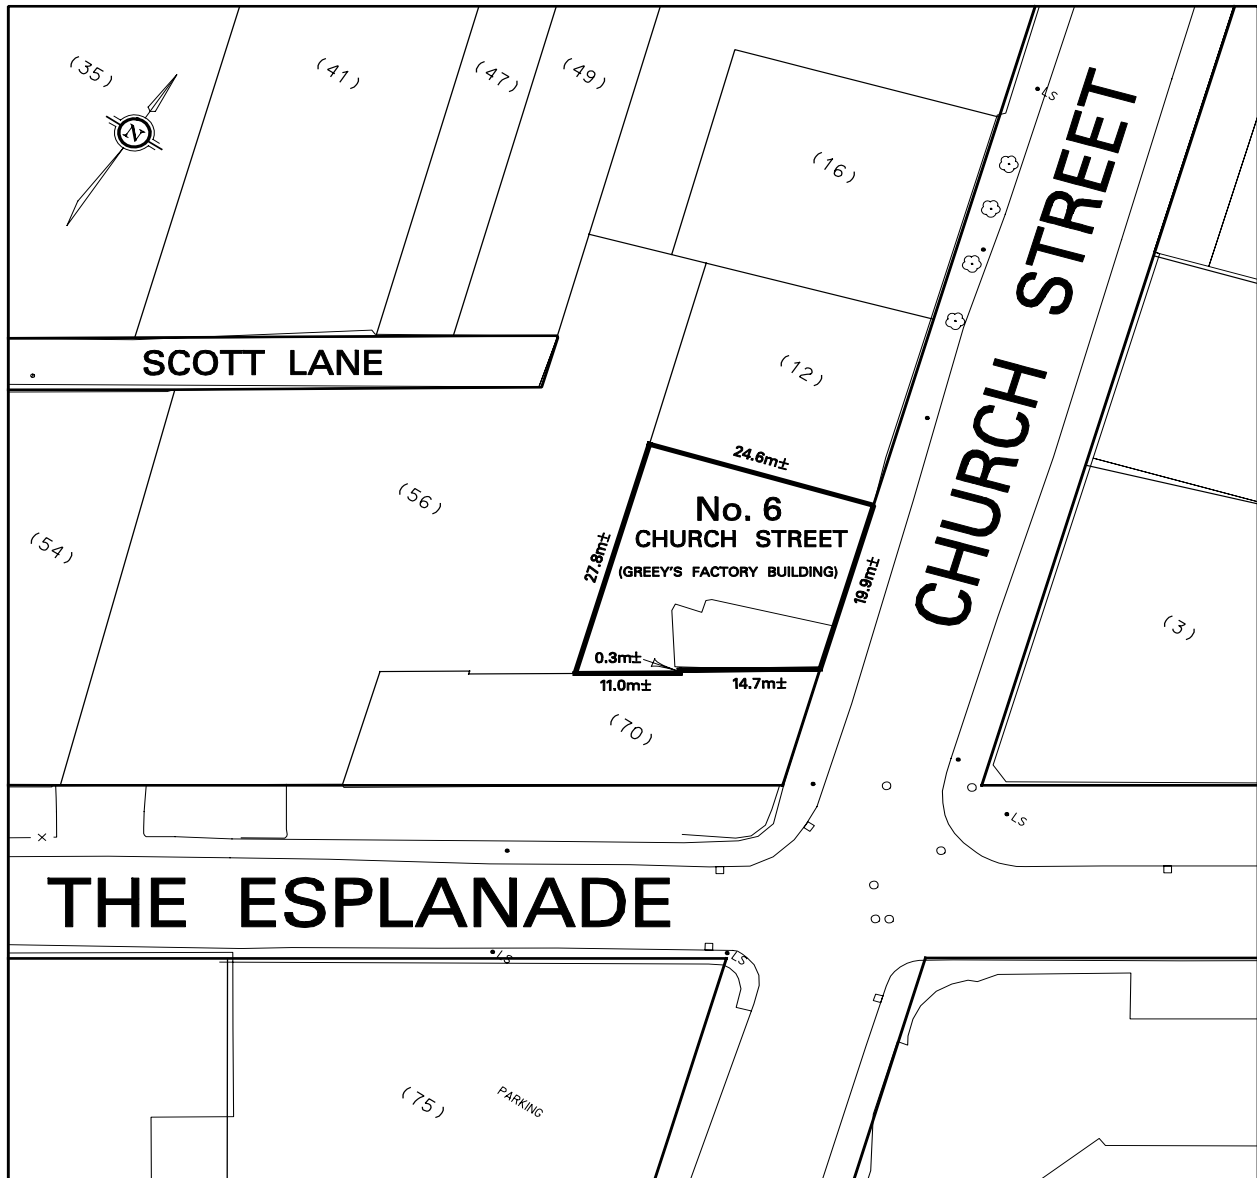 (35)
(41)
(47)
(49)
LS
N
(16)
CHURCH STREET
SCOTT LANE
(12)
24.6m±
(56)
No. 6
CHURCH STREET
(GREEY'S FACTORY BUILDING)
27.8m±
19.9m±
(54)
(3)
0.3m±
11.0m±
14.7m±
(70)
LS
THE ESPLANADE
LS
LS
(75)
PARKING